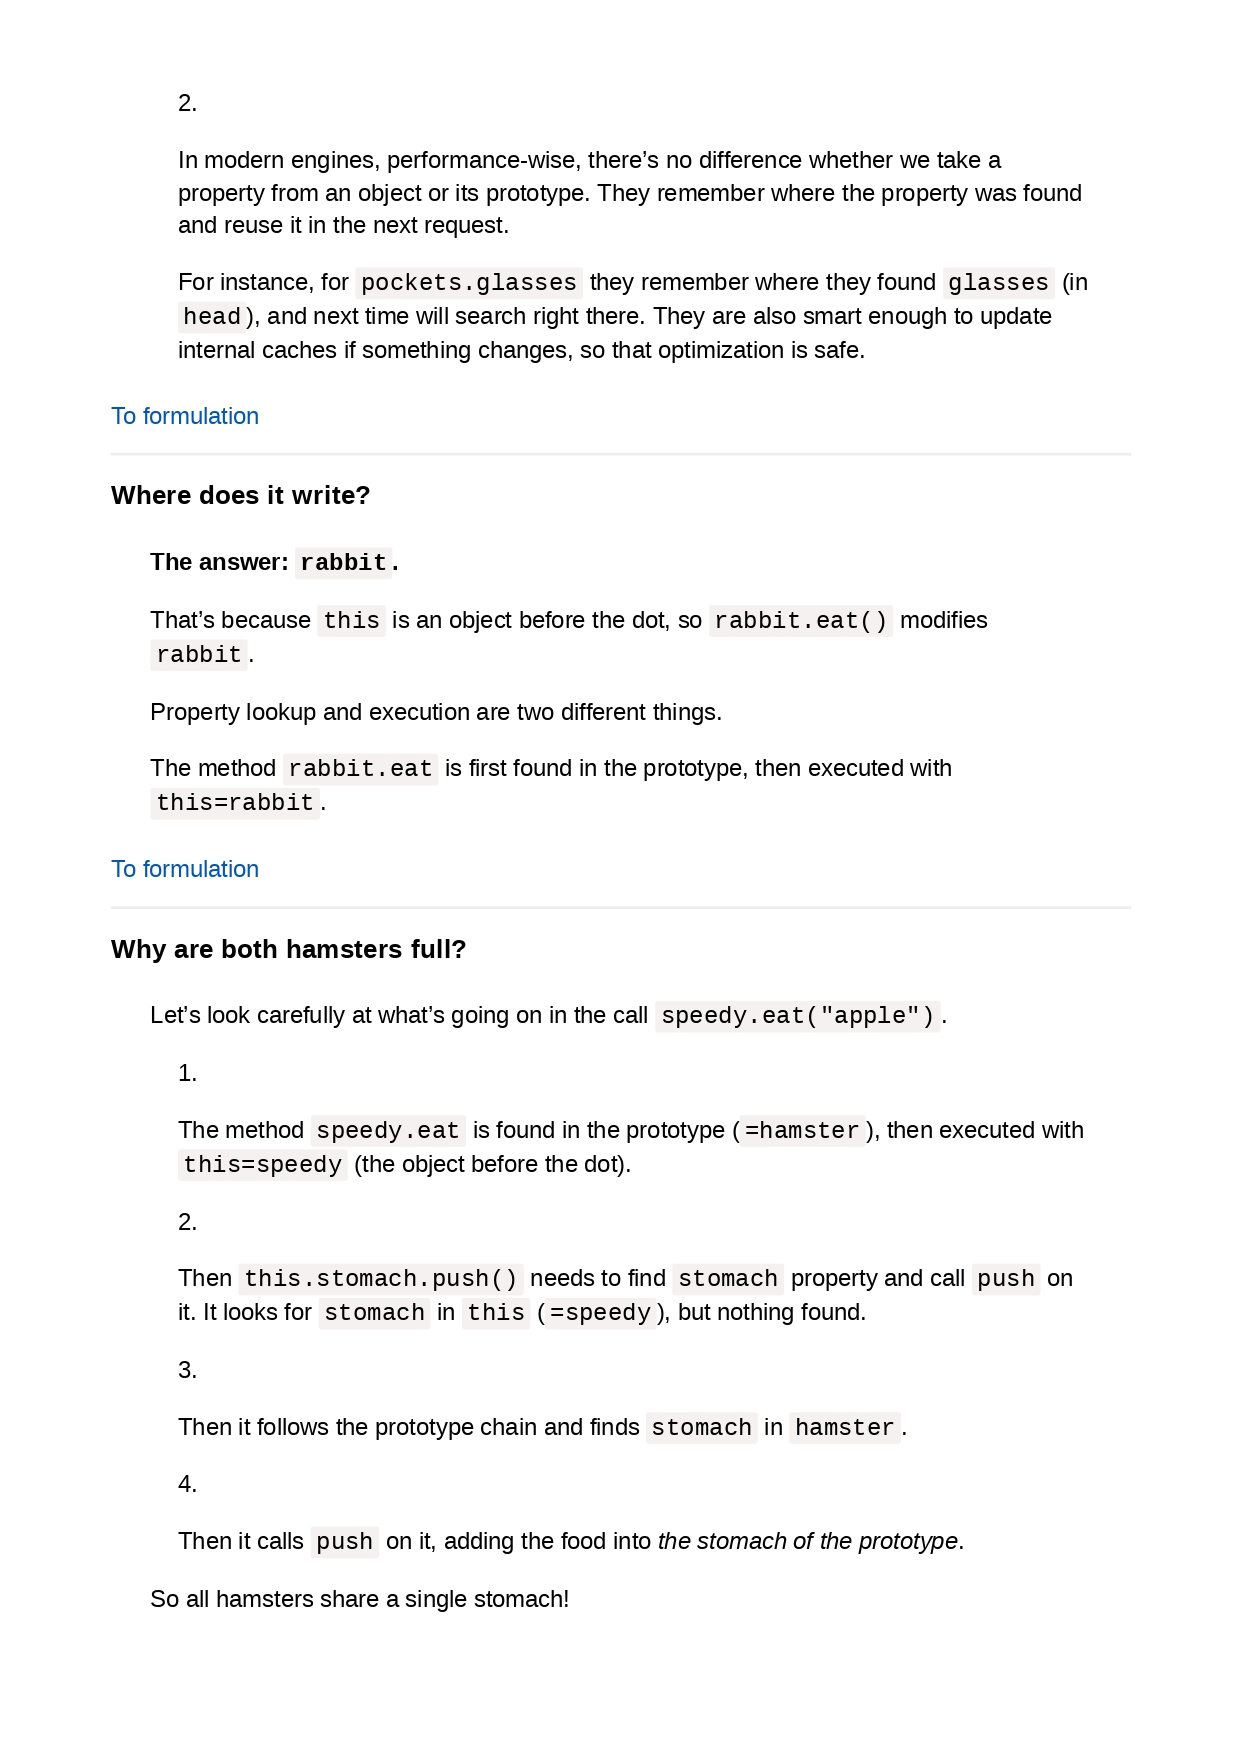 2.
In modern engines, performance-wise, there’s no difference whether we take a
property from an object or its prototype. They remember where the property was found
and reuse it in the next request.
For instance, for pockets.glasses they remember where they found glasses (in
head), and next time will search right there. They are also smart enough to update
internal caches if something changes, so that optimization is safe.
To formulation
Where does it write?
The answer: rabbit.
That’s because this is an object before the dot, so rabbit.eat() modifies
rabbit.
Property lookup and execution are two different things.
The method rabbit.eat is first found in the prototype, then executed with
this=rabbit.
To formulation
Why are both hamsters full?
Let’s look carefully at what’s going on in the call speedy.eat("apple").
1.
The method speedy.eat is found in the prototype (=hamster), then executed with
this=speedy (the object before the dot).
2.
Then this.stomach.push() needs to find stomach property and call push on
it. It looks for stomach in this (=speedy), but nothing found.
3.
Then it follows the prototype chain and finds stomach in hamster.
4.
Then it calls push on it, adding the food into the stomach of the prototype.
So all hamsters share a single stomach!